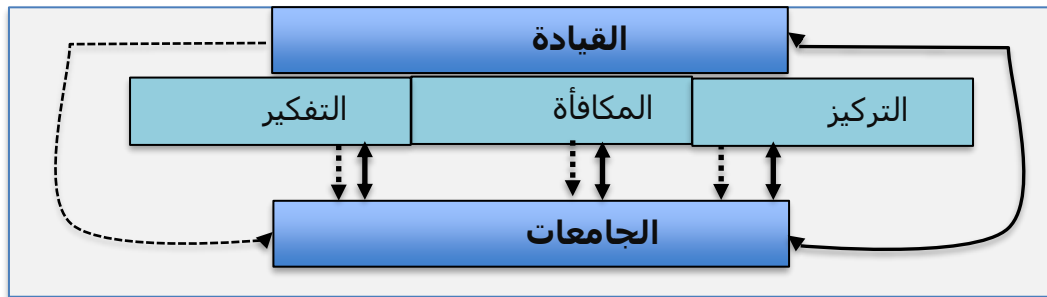 القيادة
التركيز
المكافأة
التفكير
الجامعات